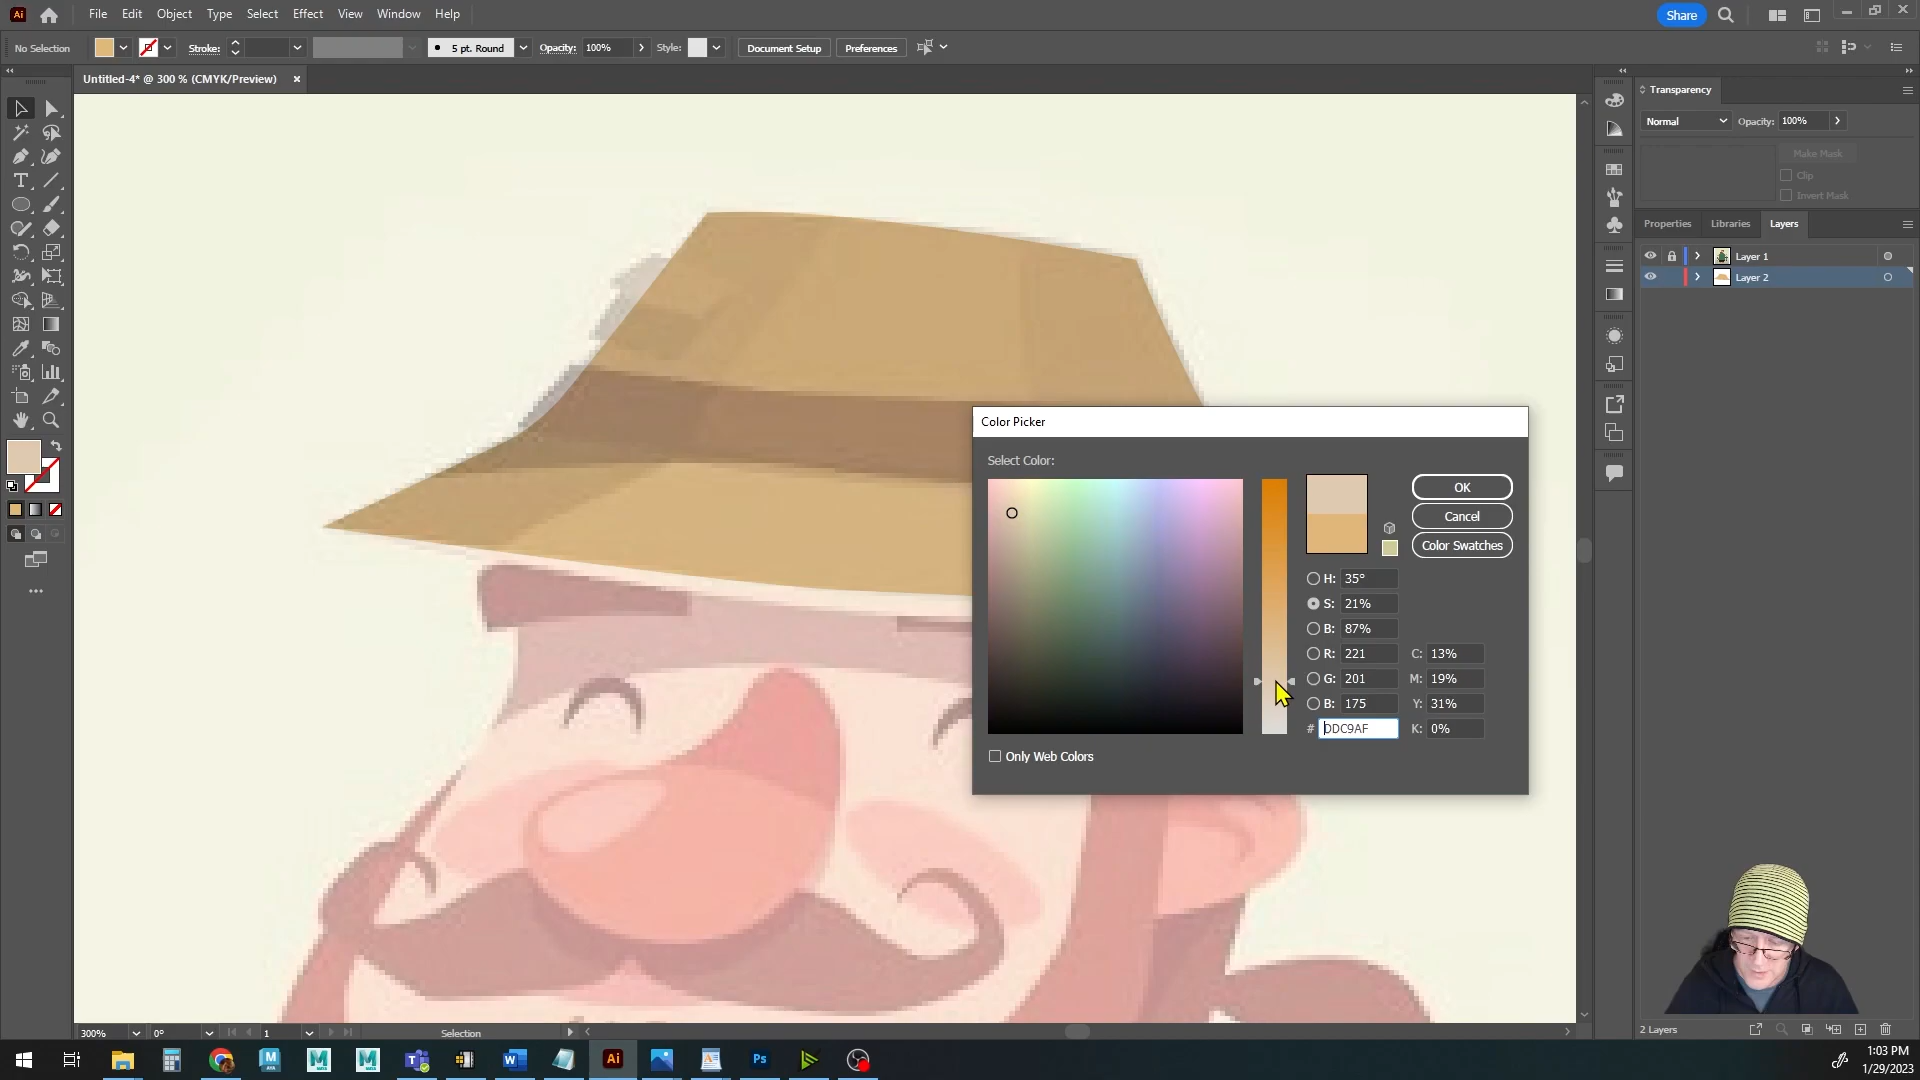 Ai File Edit Object Type Select Effect View Window Help Share
No Selection Stroke: 5 pt. Round Opacity: 100% Style: Document Setup Preferences
Untitled-4* @ 300 % (CMYK/Preview)
Transparency
Normal Opacity: 100%
Make Mask
Clip
Invert Mask
Properties Libraries Layers
Layer 1
Layer 2
Color Picker
Select Color:
OK
Cancel
Color Swatches
H: 35°
S: 21%
B: 87%
R: 221 C: 13%
G: 201 M: 19%
B: 175 Y: 31%
# DDC9AF K: 0%
Only Web Colors
300% 0° 1 Selection
2 Layers
1:03 PM
1/29/2023